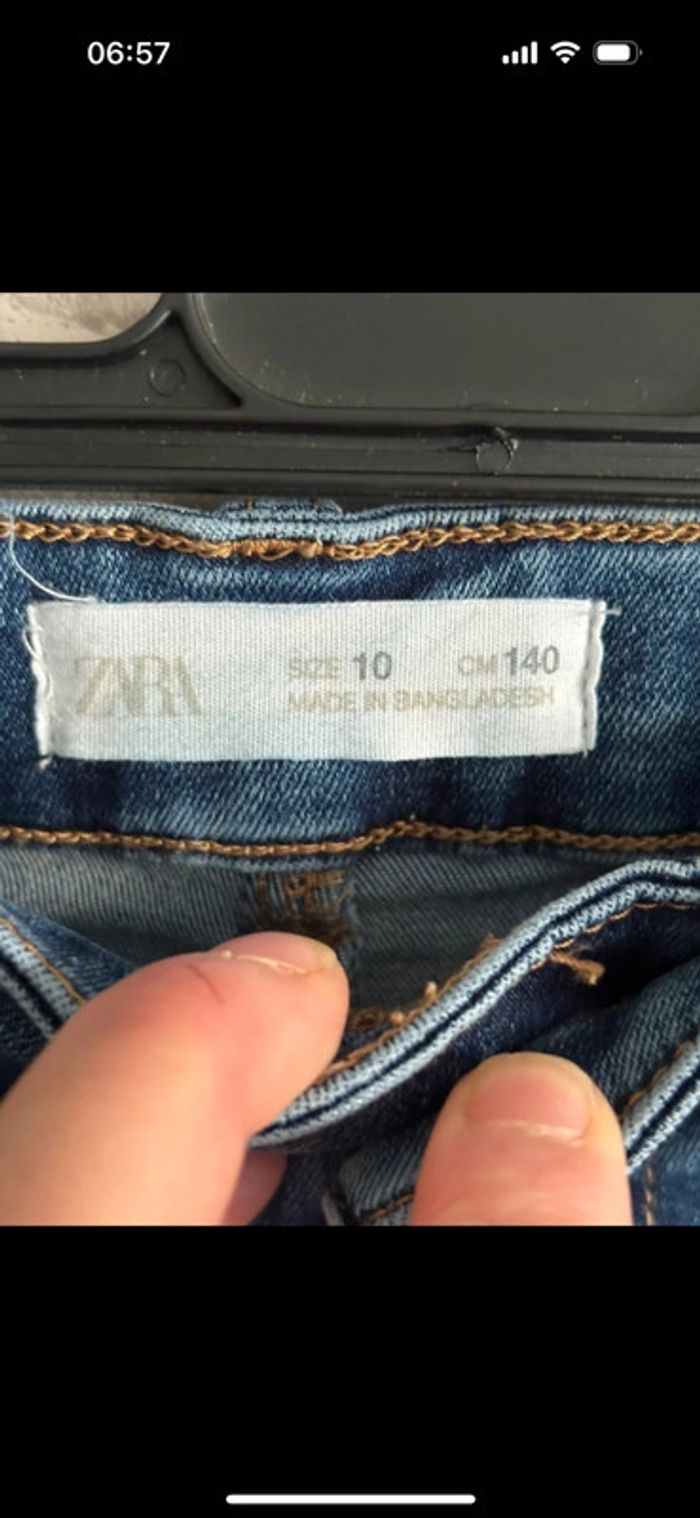 06:57
ZARA SIZE 10 CM 140
MADE IN BANGLADESH